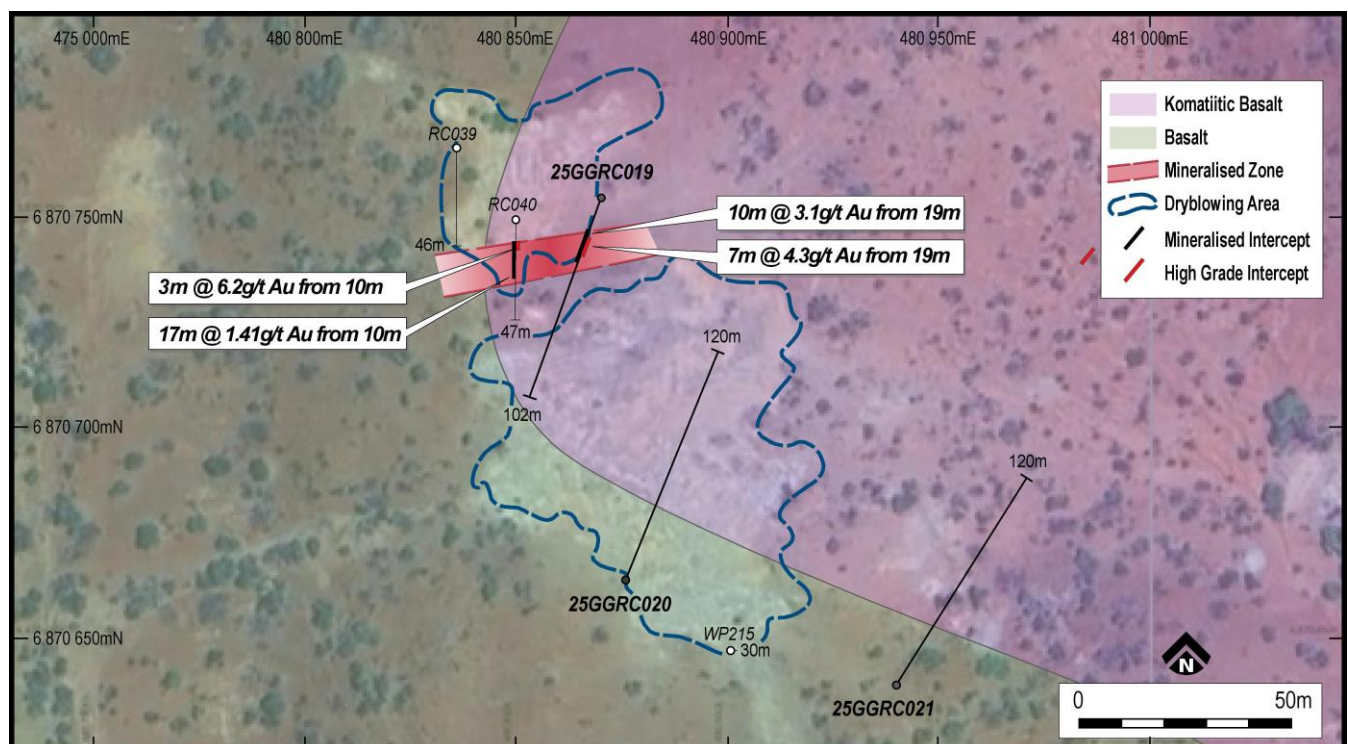 475 000mE
480 800mE
480 850mE
480 900mE
480 950mE
481 000mE
Komatiitic Basalt
Basalt
Mineralised Zone
Dryblowing Area
Mineralised Intercept
High Grade Intercept
RC039
25GGRC019
RC040
6 870 750mN
10m @ 3.1g/t Au from 19m
46m
7m @ 4.3g/t Au from 19m
3m @ 6.2g/t Au from 10m
17m @ 1.41g/t Au from 10m
47m
120m
102m
6 870 700mN
120m
25GGRC020
6 870 650mN
WP215
30m
25GGRC021
N
0 50m